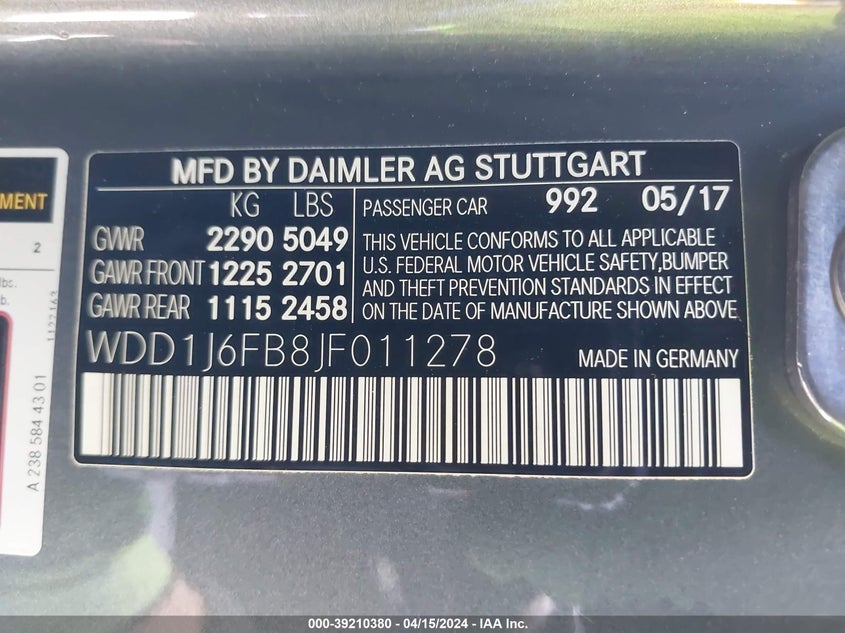 MFD BY DAIMLER AG STUTTGART
KG LBS
GVWR 2290 5049
GAWR FRONT 1225 2701
GAWR REAR 1115 2458
PASSENGER CAR 992 05/17
THIS VEHICLE CONFORMS TO ALL APPLICABLE
U.S. FEDERAL MOTOR VEHICLE SAFETY,BUMPER
AND THEFT PREVENTION STANDARDS IN EFFECT
ON THE DATE OF MANUFACTURE SHOWN ABOVE
WDD1J6FB8JF011278 MADE IN GERMANY
MENT
2
lbs.
b.
A 238 584 43 01
000-39210380 - 04/15/2024 - IAA Inc.